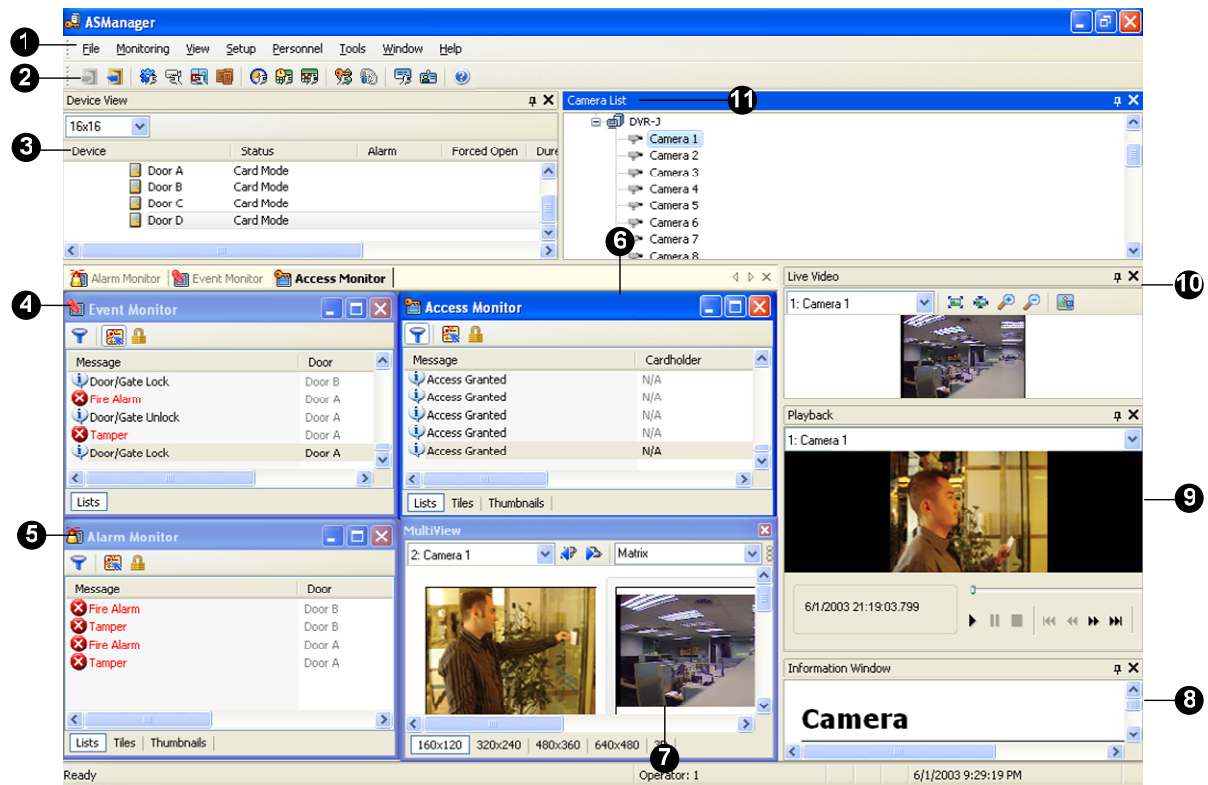 ASManager
1
File Monitoring View Setup Personnel Tools Window Help
2
Device View
Camera List
11
16x16
DVR-J
Camera 1
Camera 2
Camera 3
Camera 4
Camera 5
Camera 6
Camera 7
Camera 8
3
Device Status Alarm Forced Open Dure
Door A Card Mode
Door B Card Mode
Door C Card Mode
Door D Card Mode
6
Alarm Monitor Event Monitor Access Monitor
4
Event Monitor
Message Door
Door/Gate Lock Door B
Fire Alarm Door A
Door/Gate Unlock Door A
Tamper Door A
Door/Gate Lock Door A
Lists
Access Monitor
Message Cardholder
Access Granted N/A
Access Granted N/A
Access Granted N/A
Access Granted N/A
Access Granted N/A
Lists Tiles Thumbnails
Live Video
10
1: Camera 1
Playback
1: Camera 1
9
6/1/2003 21:19:03.799
5
Alarm Monitor
Message Door
Fire Alarm Door B
Tamper Door B
Fire Alarm Door A
Tamper Door A
Lists Tiles Thumbnails
MultiView
2: Camera 1 Matrix
160x120 320x240 480x360 640x480
7
Information Window
8
Camera
Ready Operator: 1 6/1/2003 9:29:19 PM